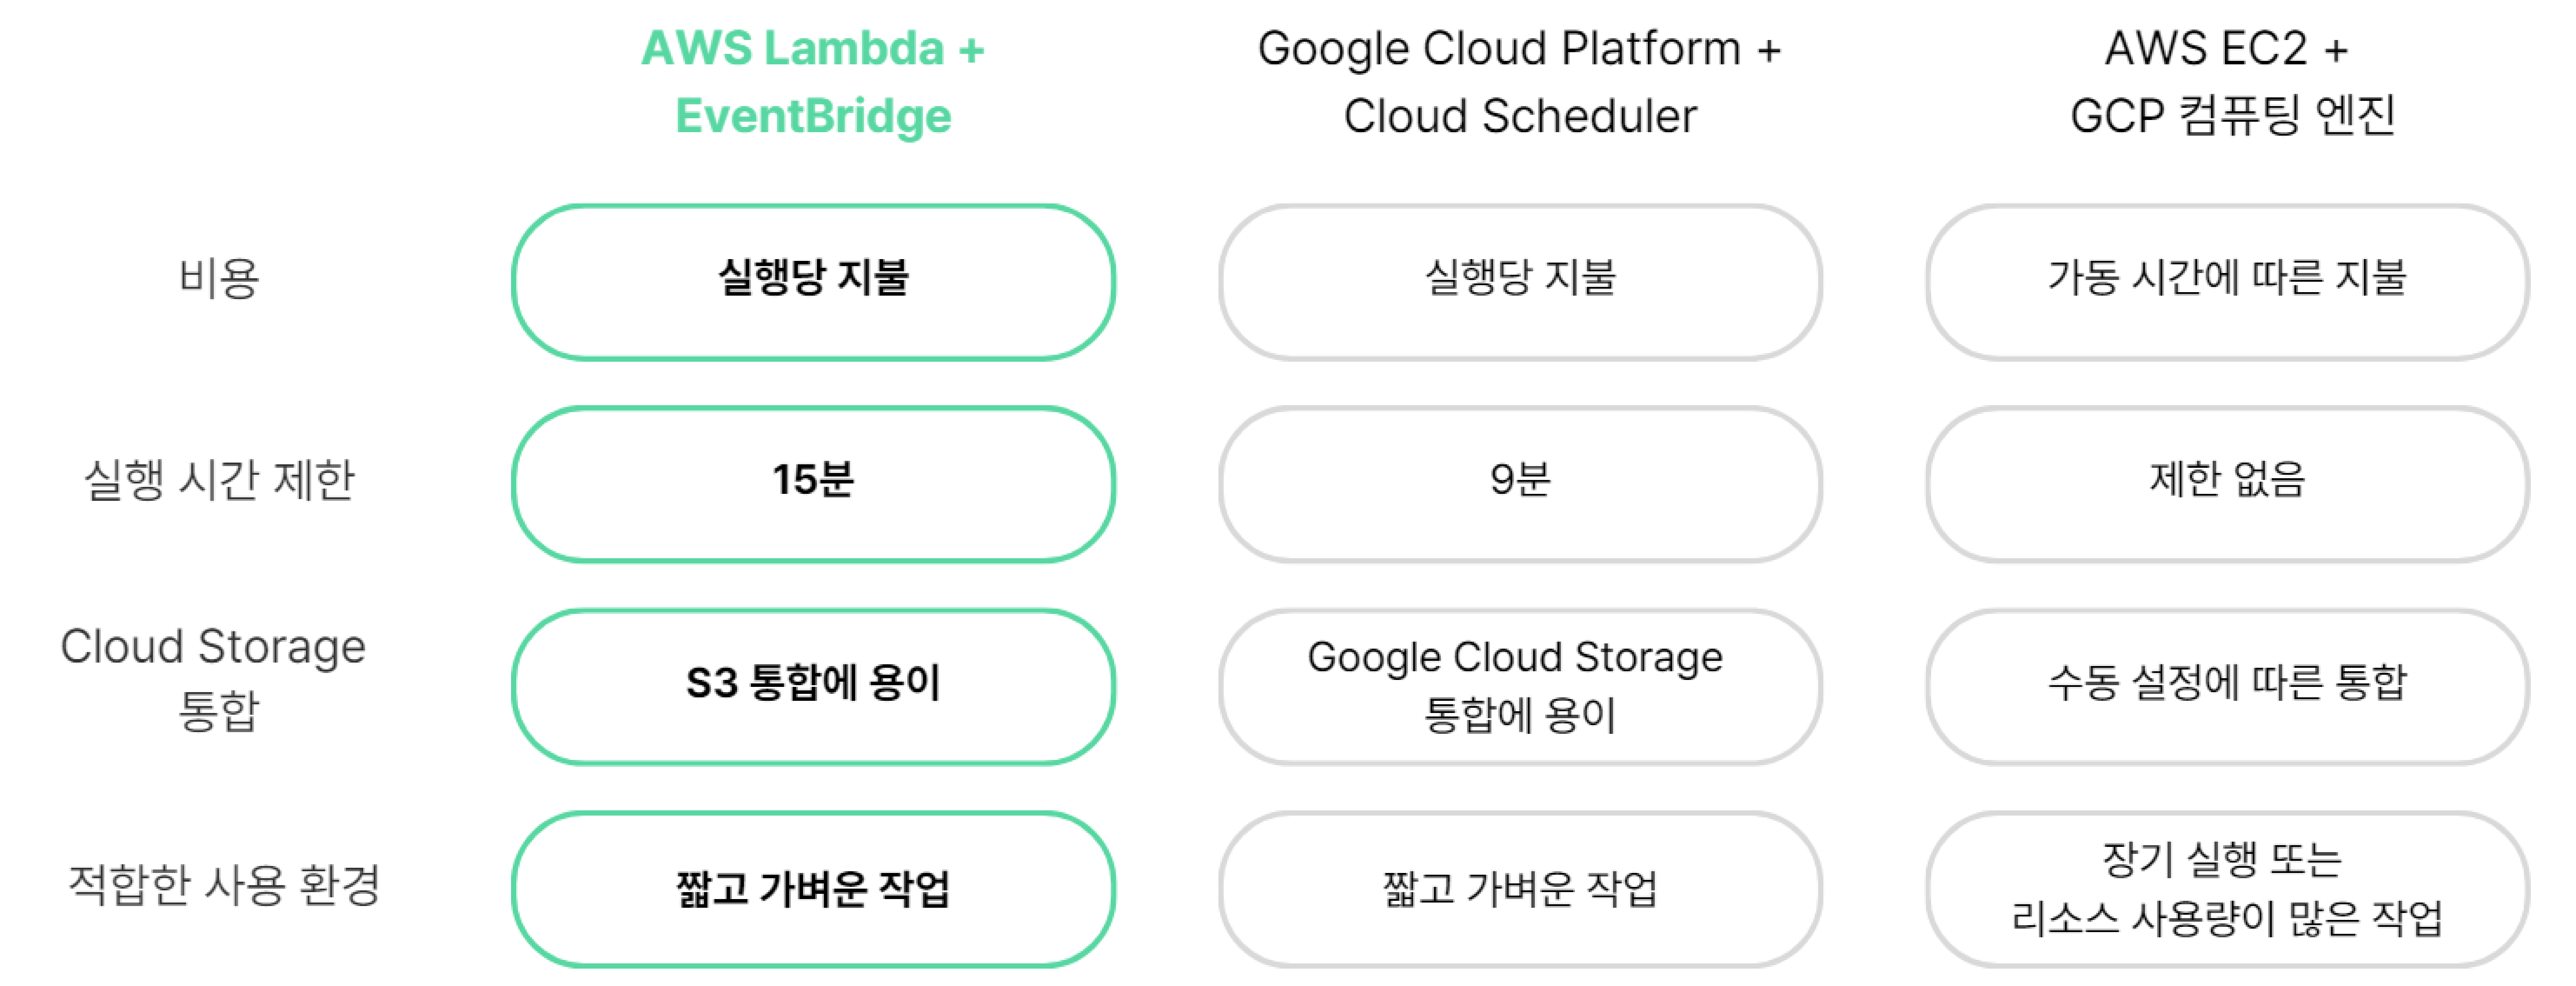 AWS Lambda +
EventBridge
Google Cloud Platform +
Cloud Scheduler
AWS EC2 +
GCP 컴퓨팅 엔진
비용
실행당 지불
실행당 지불
가동 시간에 따른 지불
실행 시간 제한
15분
9분
제한 없음
Cloud Storage
통합
S3 통합에 용이
Google Cloud Storage
통합에 용이
수동 설정에 따른 통합
적합한 사용 환경
짧고 가벼운 작업
짧고 가벼운 작업
장기 실행 또는
리소스 사용량이 많은 작업